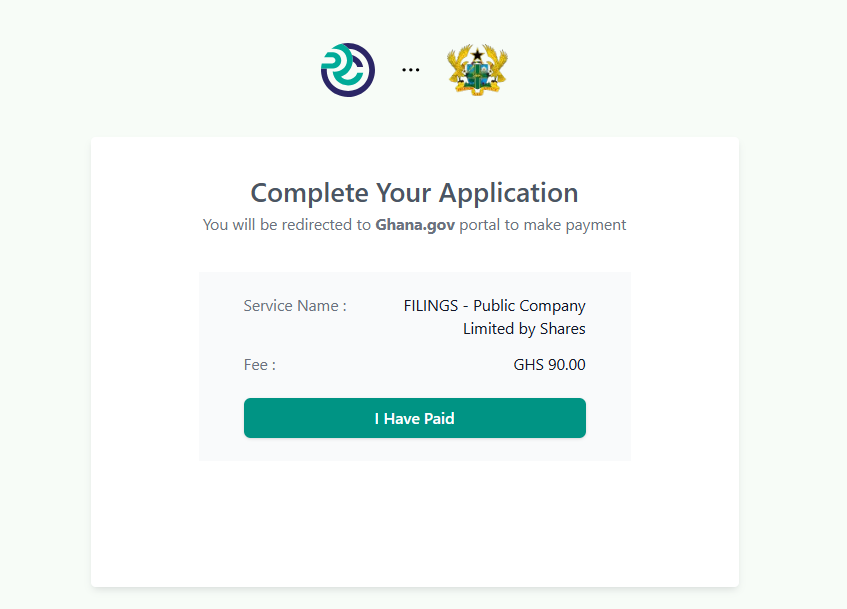 Complete Your Application
You will be redirected to Ghana.gov portal to make payment
Service Name : FILINGS - Public Company
Limited by Shares
Fee : GHS 90.00
I Have Paid